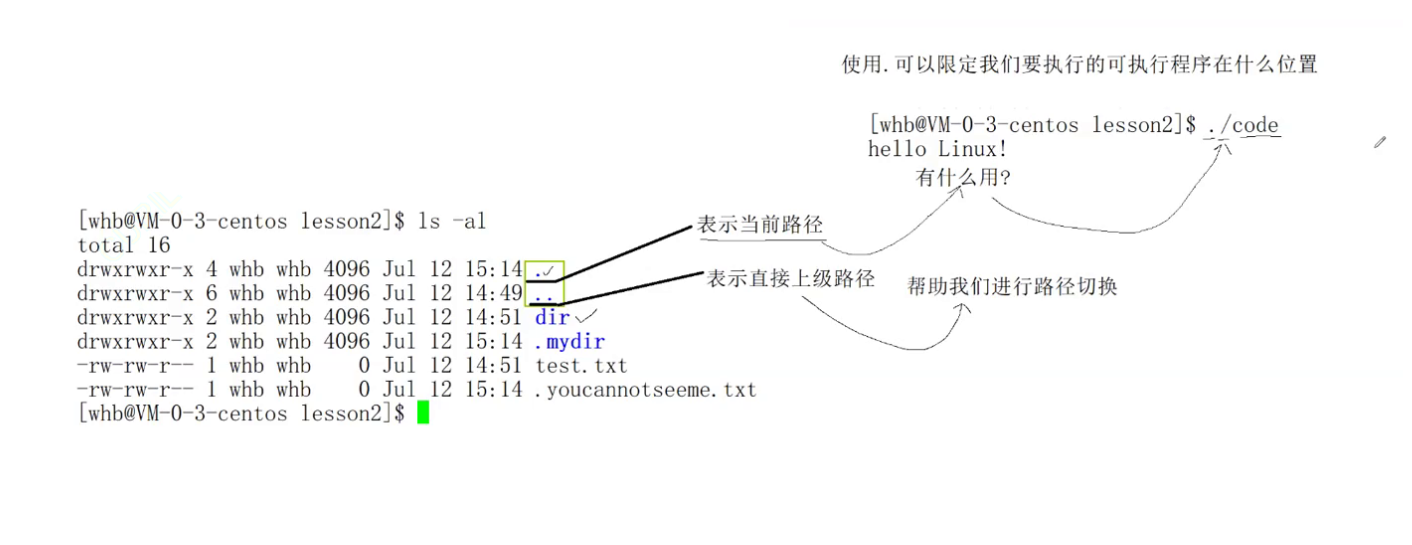 使用.可以限定我们要执行的可执行程序在什么位置
[whb@VM-0-3-centos lesson2]$ ./code
hello Linux!
有什么用?
[whb@VM-0-3-centos lesson2]$ ls -al
total 16
drwxrwxr-x 4 whb whb 4096 Jul 12 15:14 .
drwxrwxr-x 6 whb whb 4096 Jul 12 14:49 ..
drwxrwxr-x 2 whb whb 4096 Jul 12 14:51 dir
drwxrwxr-x 2 whb whb 4096 Jul 12 15:14 .mydir
-rw-rw-r-- 1 whb whb    0 Jul 12 14:51 test.txt
-rw-rw-r-- 1 whb whb    0 Jul 12 15:14 .youcannotseeme.txt
[whb@VM-0-3-centos lesson2]$
表示当前路径
表示直接上级路径
帮助我们进行路径切换